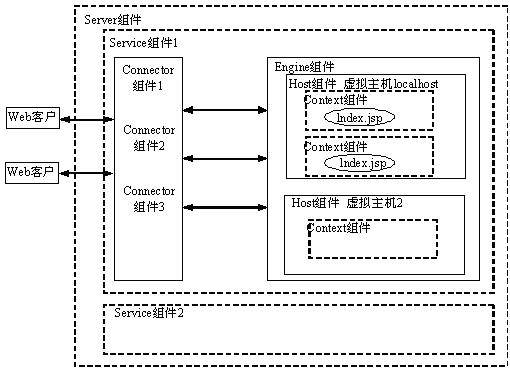 Server组件
Service组件1
Connector
组件1
Connector
组件2
Connector
组件3
Web客户
Web客户
Engine组件
Host组件 虚拟主机localhost
Context组件
Index.jsp
Context组件
Index.jsp
Host组件 虚拟主机2
Context组件
Service组件2